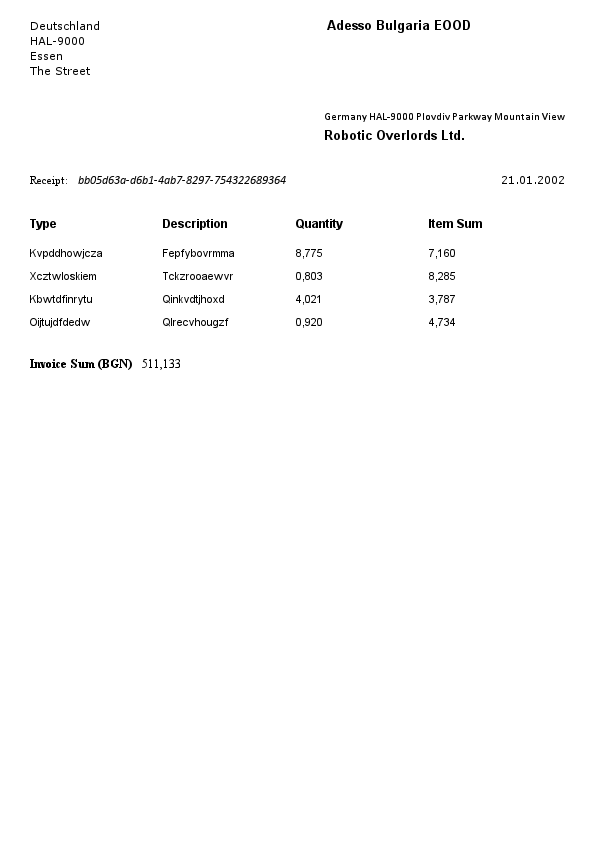 Deutschland
HAL-9000
Essen
The Street
Adesso Bulgaria EOOD
Germany HAL-9000 Plovdiv Parkway Mountain View
Robotic Overlords Ltd.
Receipt: bb05d63a-d6b1-4ab7-8297-754322689364 21.01.2002
Type Description Quantity Item Sum
Kvpddhowjcza Fepfybovrmma 8,775 7,160
Xcztwloskiem Tckzrooaewvr 0,803 8,285
Kbwtdfinrytu Qinkvdtjhoxd 4,021 3,787
Oijtujdfdedw Qlrecvhougzf 0,920 4,734
Invoice Sum (BGN) 511,133